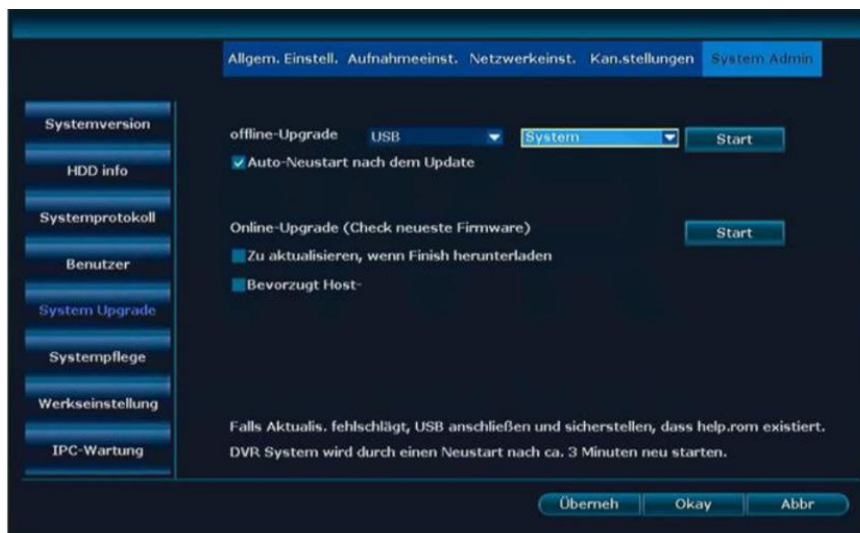 Allgem. Einstell. Aufnahmeeinst. Netzwerkeinst. Kan.stellungen System Admin
Systemversion
HDD info
Systemprotokoll
Benutzer
System Upgrade
Systempflege
Werkseinstellung
IPC-Wartung
offline-Upgrade USB System Start
Auto-Neustart nach dem Update
Online-Upgrade (Check neueste Firmware) Start
Zu aktualisieren, wenn Finish herunterladen
Bevorzugt Host-
Falls Aktualis. fehlschlägt, USB anschließen und sicherstellen, dass help.rom existiert.
DVR System wird durch einen Neustart nach ca. 3 Minuten neu starten.
Überneh Okay Abbr